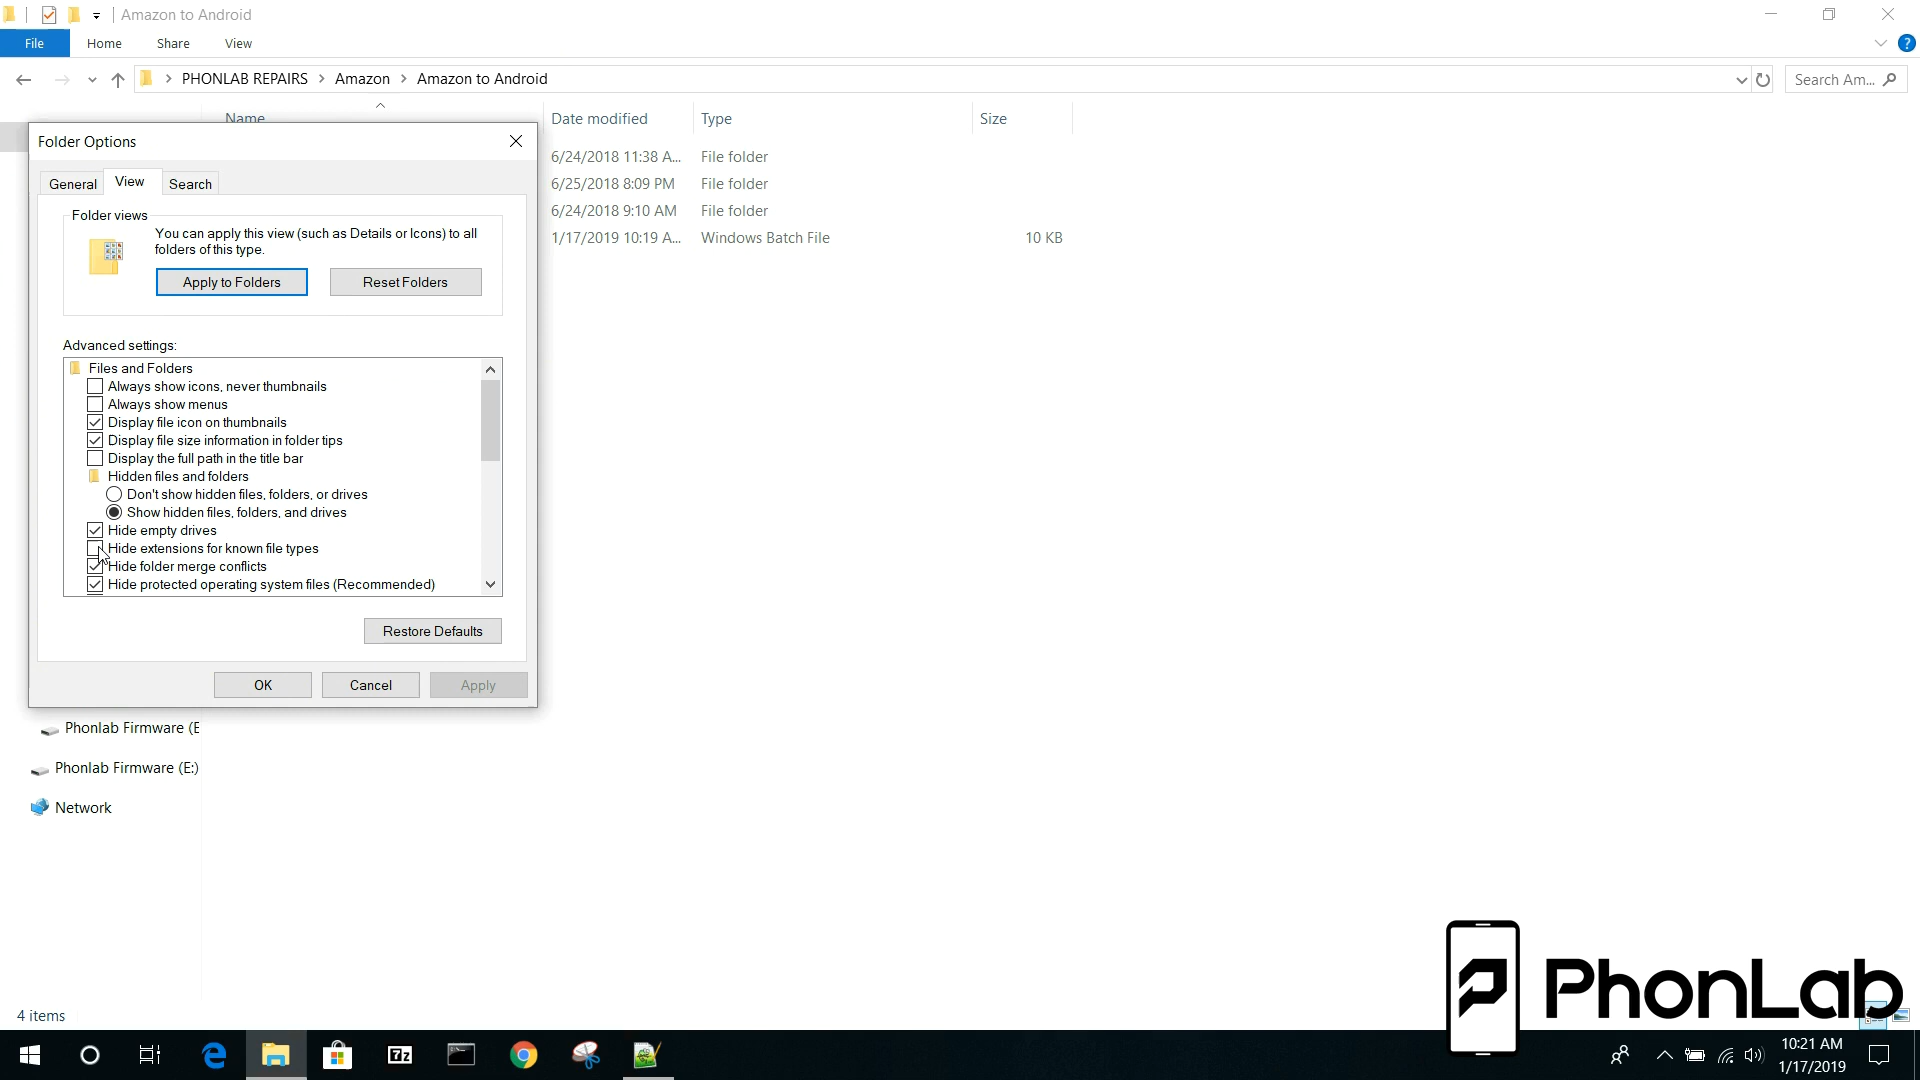 Amazon to Android
File Home Share View
PHONLAB REPAIRS > Amazon > Amazon to Android
Search Am...
Name Date modified Type Size
6/24/2018 11:38 A... File folder
6/25/2018 8:09 PM File folder
6/24/2018 9:10 AM File folder
1/17/2019 10:19 A... Windows Batch File 10 KB
Folder Options
General View Search
Folder views
You can apply this view (such as Details or Icons) to all
folders of this type.
Apply to Folders Reset Folders
Advanced settings:
Files and Folders
Always show icons, never thumbnails
Always show menus
Display file icon on thumbnails
Display file size information in folder tips
Display the full path in the title bar
Hidden files and folders
Don't show hidden files, folders, or drives
Show hidden files, folders, and drives
Hide empty drives
Hide extensions for known file types
Hide folder merge conflicts
Hide protected operating system files (Recommended)
Restore Defaults
OK Cancel Apply
Phonlab Firmware (E
Phonlab Firmware (E:)
Network
4 items
PhonLab
7z
10:21 AM
1/17/2019